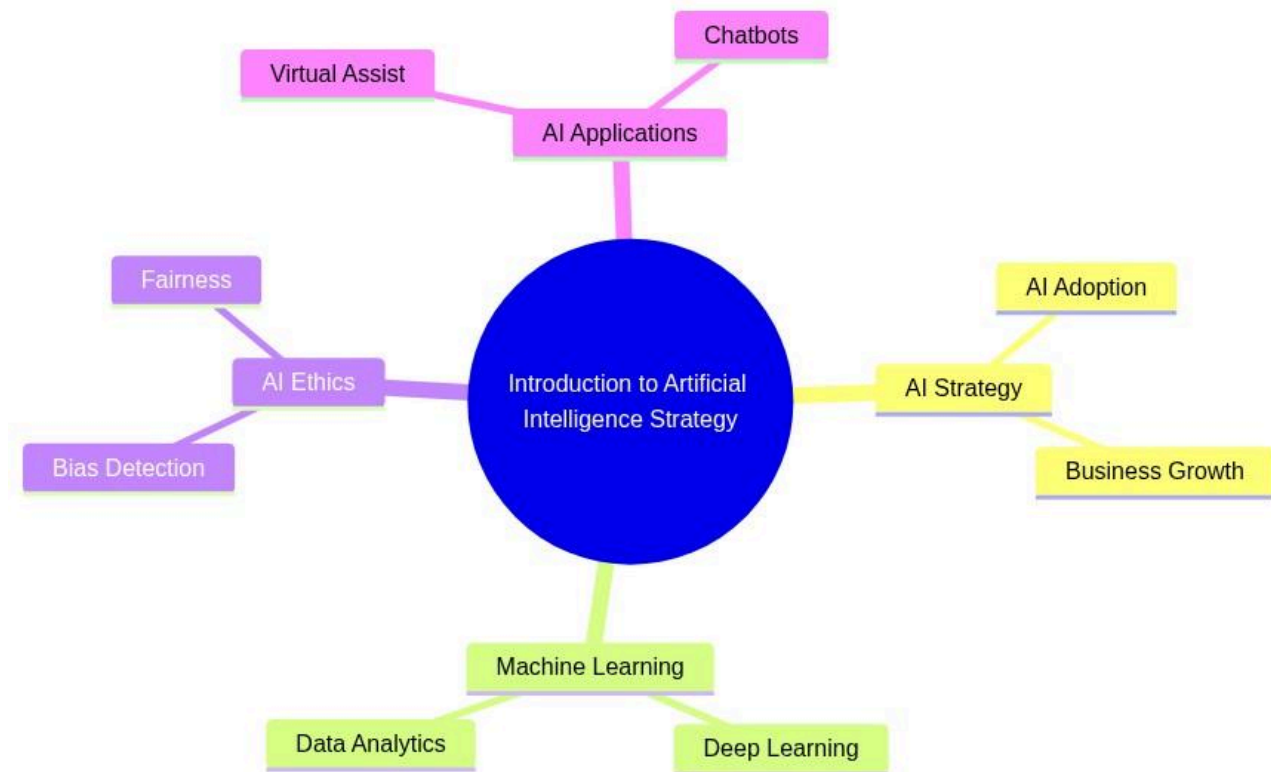 Chatbots
Virtual Assist
AI Applications
Fairness
AI Adoption
AI Ethics
Introduction to Artificial
Intelligence Strategy
AI Strategy
Bias Detection
Business Growth
Machine Learning
Data Analytics
Deep Learning